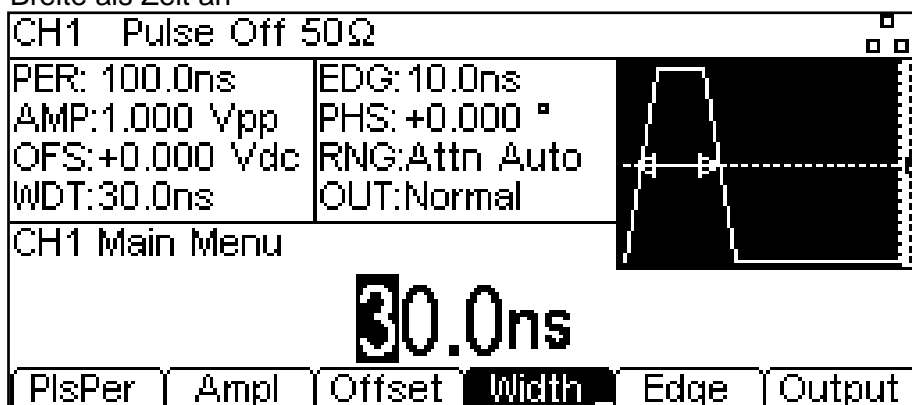 Breite als Zeit an
CH1 Pulse Off 50Ω
PER: 100.0ns
AMP:1.000 Vpp
OFS:+0.000 Vdc
WDT:30.0ns
EDG:10.0ns
PHS:+0.000 °
RNG:Attn Auto
OUT:Normal
CH1 Main Menu
30.0ns
PlsPer Ampl Offset Width Edge Output